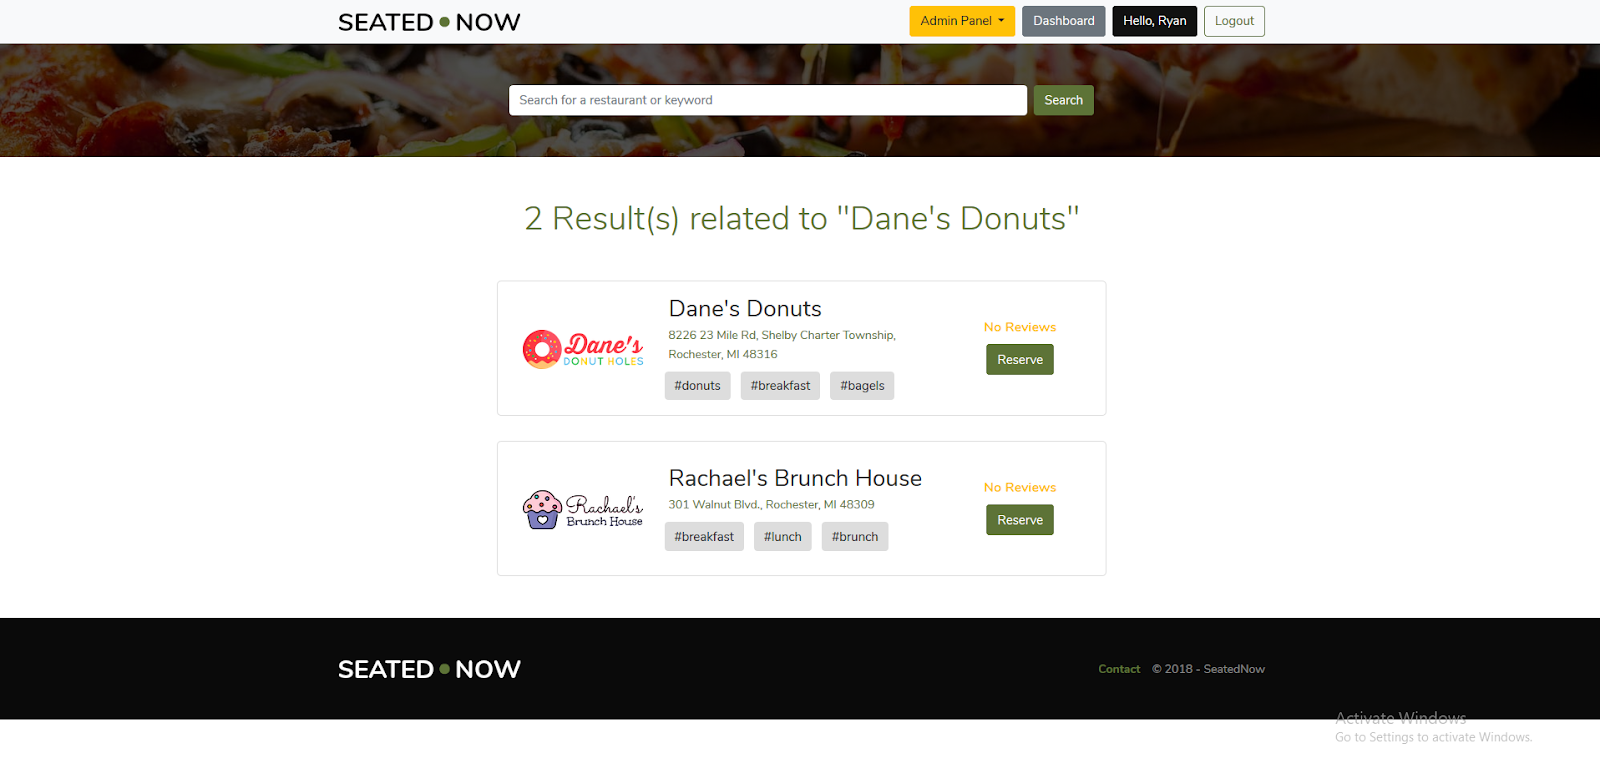 SEATED NOW
Admin Panel
Dashboard
Hello, Ryan
Logout
Search for a restaurant or keyword
Search
2 Result(s) related to "Dane's Donuts"
Dane's
DONUT HOLES
Dane's Donuts
8226 23 Mile Rd, Shelby Charter Township,
Rochester, MI 48316
#donuts
#breakfast
#bagels
No Reviews
Reserve
Rachael's
Brunch House
Rachael's Brunch House
301 Walnut Blvd., Rochester, MI 48309
#breakfast
#lunch
#brunch
No Reviews
Reserve
SEATED NOW
Contact
© 2018 - SeatedNow
Activate Windows
Go to Settings to activate Windows.